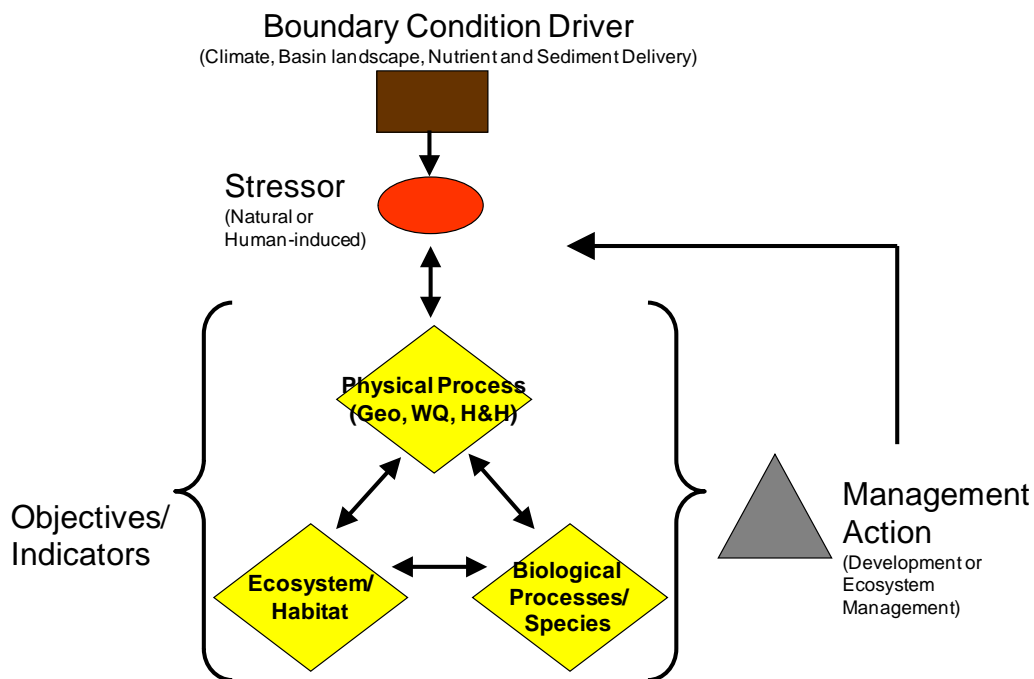 Boundary Condition Driver
(Climate, Basin landscape, Nutrient and Sediment Delivery)
Stressor
(Natural or
Human-induced)
Physical Process
(Geo, WQ, H&H)
Objectives/
Indicators
Ecosystem/
Habitat
Biological
Processes/
Species
Management
Action
(Development or
Ecosystem
Management)